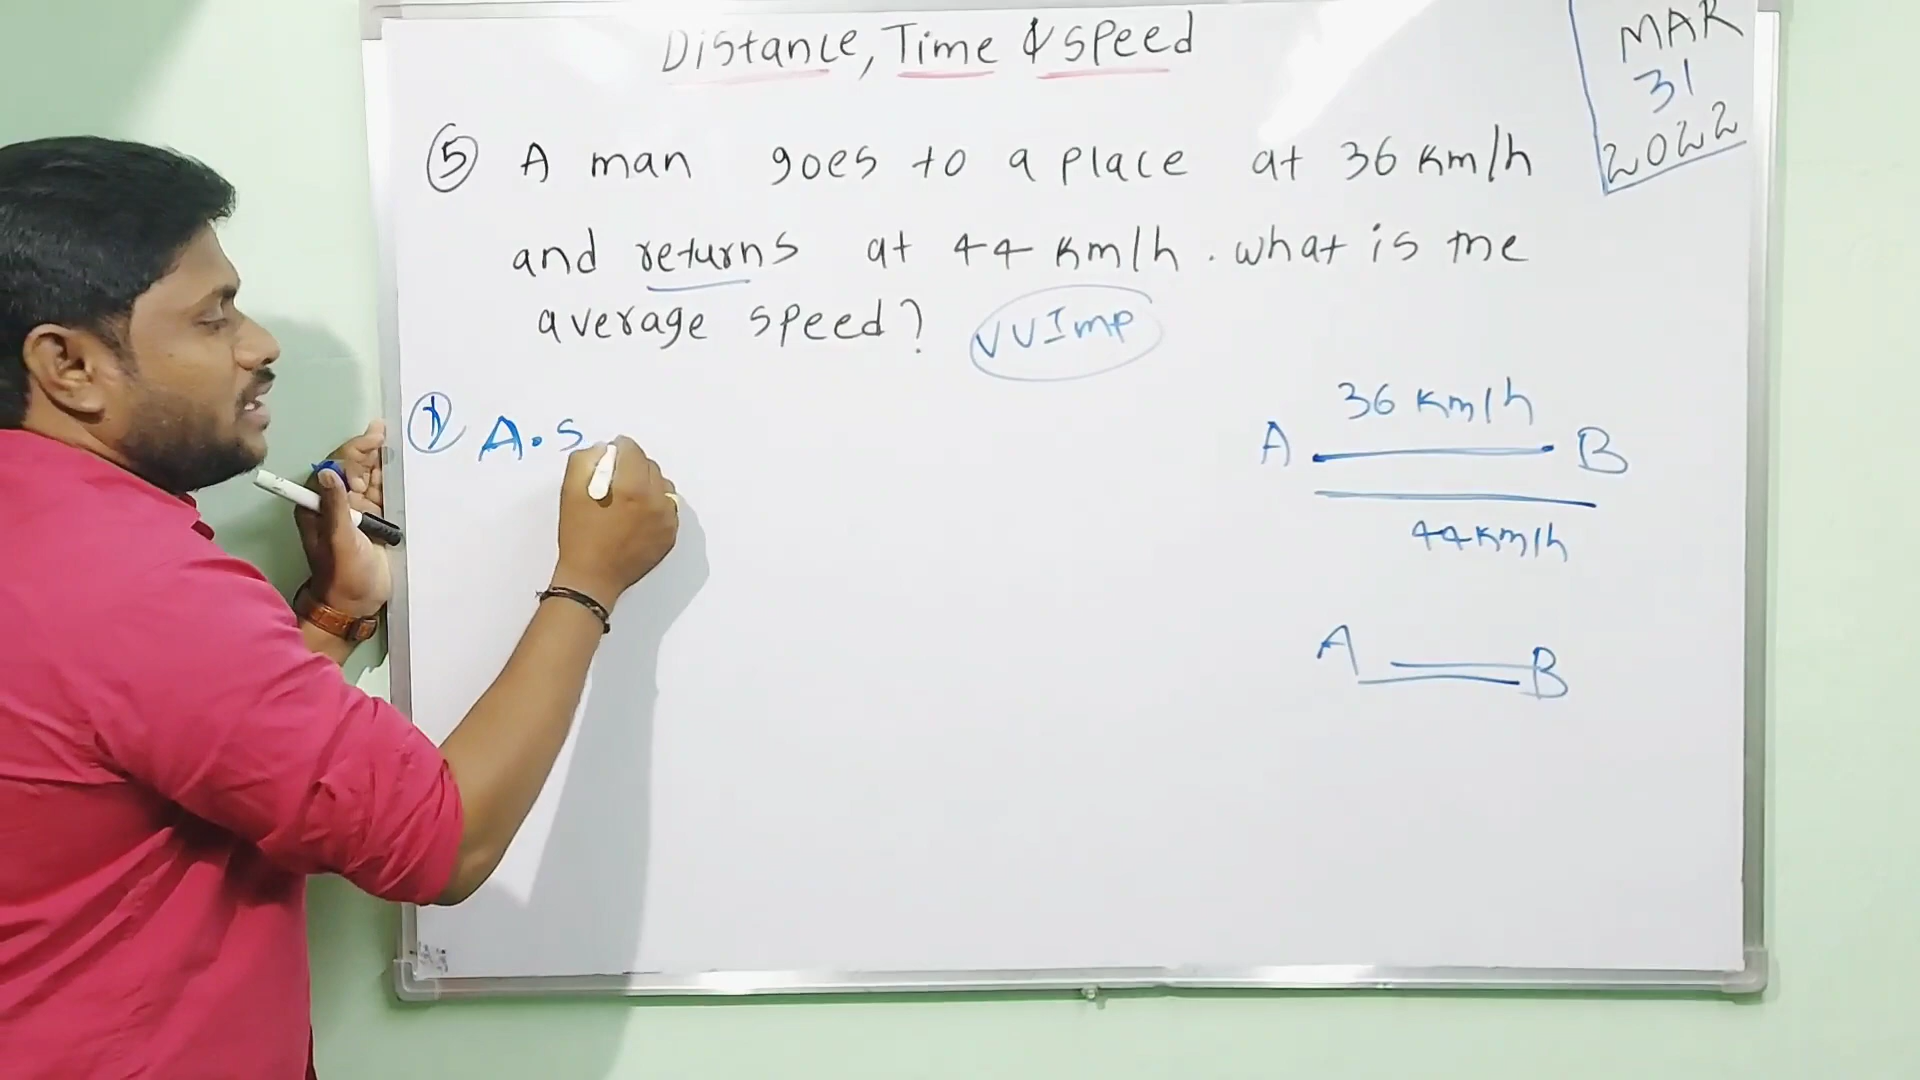 Distance, Time & speed
MAR
31
2022
⑤ A man goes to a place at 36 km/h
and returns at 44 km/h. what is the
average speed?
VVImp
① A.S
36 km/h
A B
44 km/h
A B